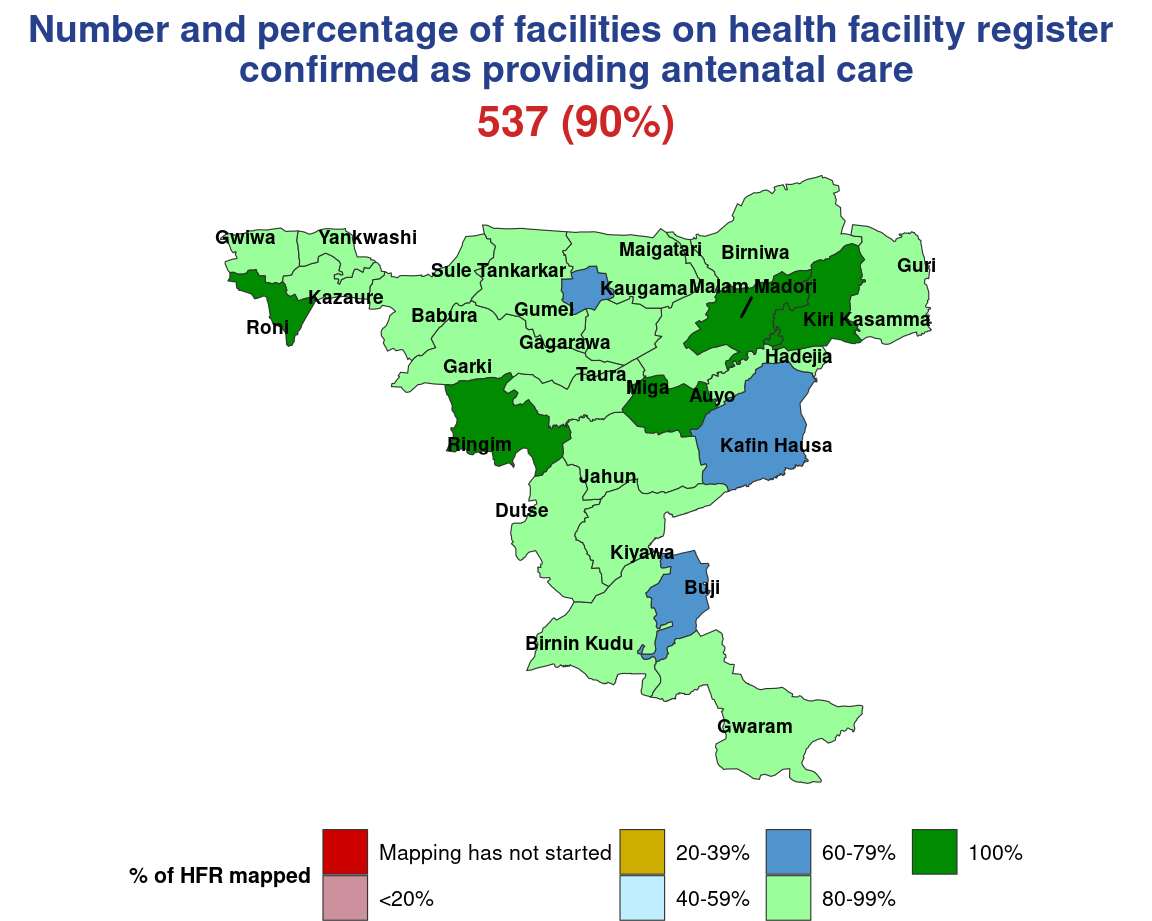 Number and percentage of facilities on health facility register
confirmed as providing antenatal care
537 (90%)
Gwiwa
Yankwashi
Maigatari
Birniwa
Guri
Sule Tankarkar
Kazaure
Kaugama
Malam Madori
Roni
Babura
Gumel
Kiri Kasamma
Gagarawa
Hadejia
Garki
Taura
Miga
Auyo
Ringim
Kafin Hausa
Jahun
Dutse
Kiyawa
Buji
Birnin Kudu
Gwaram
% of HFR mapped
Mapping has not started
<20%
20-39%
40-59%
60-79%
80-99%
100%